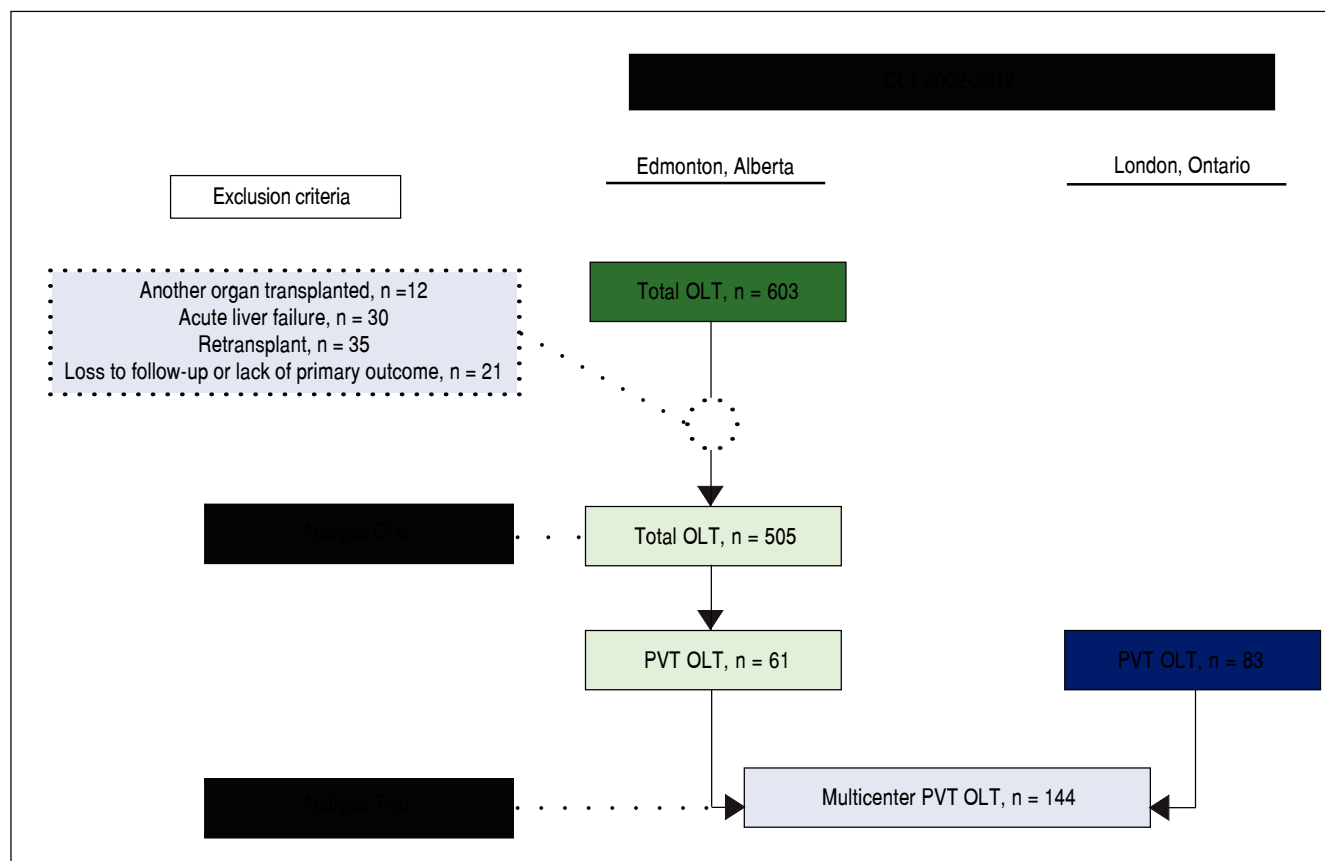 OLT 2002-2012
Edmonton, Alberta
London, Ontario
Exclusion criteria
Another organ transplanted, n =12
Acute liver failure, n = 30
Retransplant, n = 35
Loss to follow-up or lack of primary outcome, n = 21
Total OLT, n = 603
Analysis One
Total OLT, n = 505
PVT OLT, n = 61
PVT OLT, n = 83
Analysis Two
Multicenter PVT OLT, n = 144